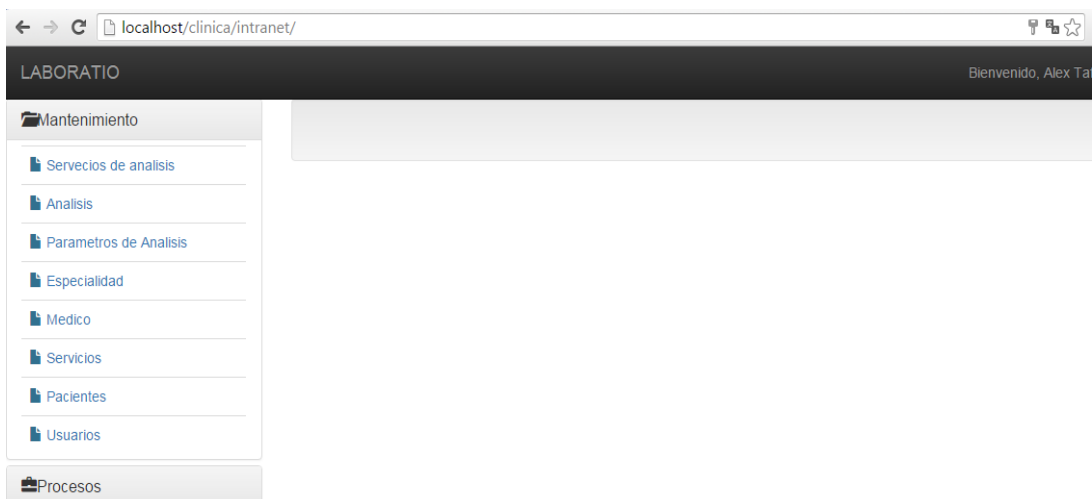 localhost/clinica/intranet/
LABORATIO
Bienvenido, Alex
Mantenimiento
Servecios de analisis
Analisis
Parametros de Analisis
Especialidad
Medico
Servicios
Pacientes
Usuarios
Procesos